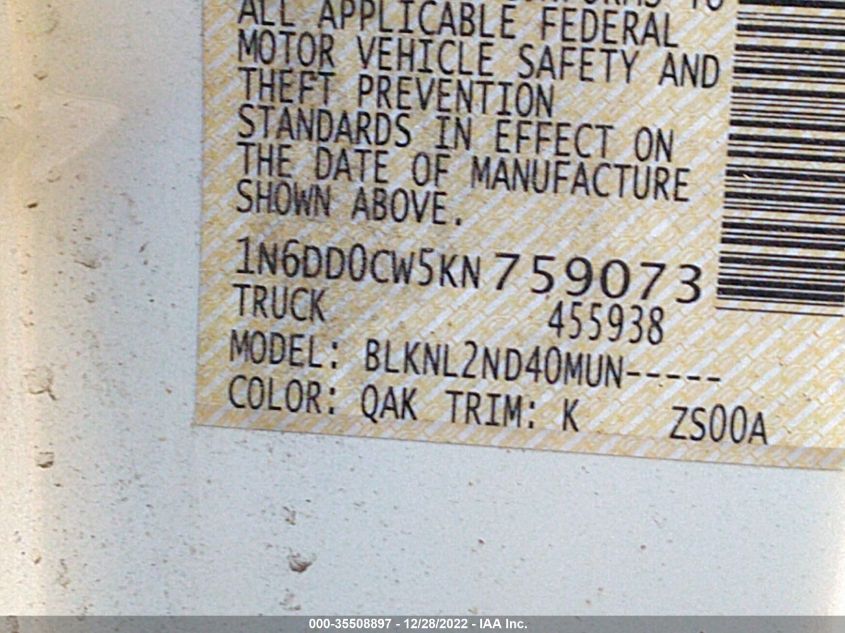 ALL APPLICABLE FEDERAL
MOTOR VEHICLE SAFETY AND
THEFT PREVENTION
STANDARDS IN EFFECT ON
THE DATE OF MANUFACTURE
SHOWN ABOVE.
1N6DD0CW5KN759073
TRUCK 455938
MODEL: BLKNL2ND40MUN-----
COLOR: QAK TRIM: K ZS00A
000-35508897 - 12/28/2022 - IAA Inc.